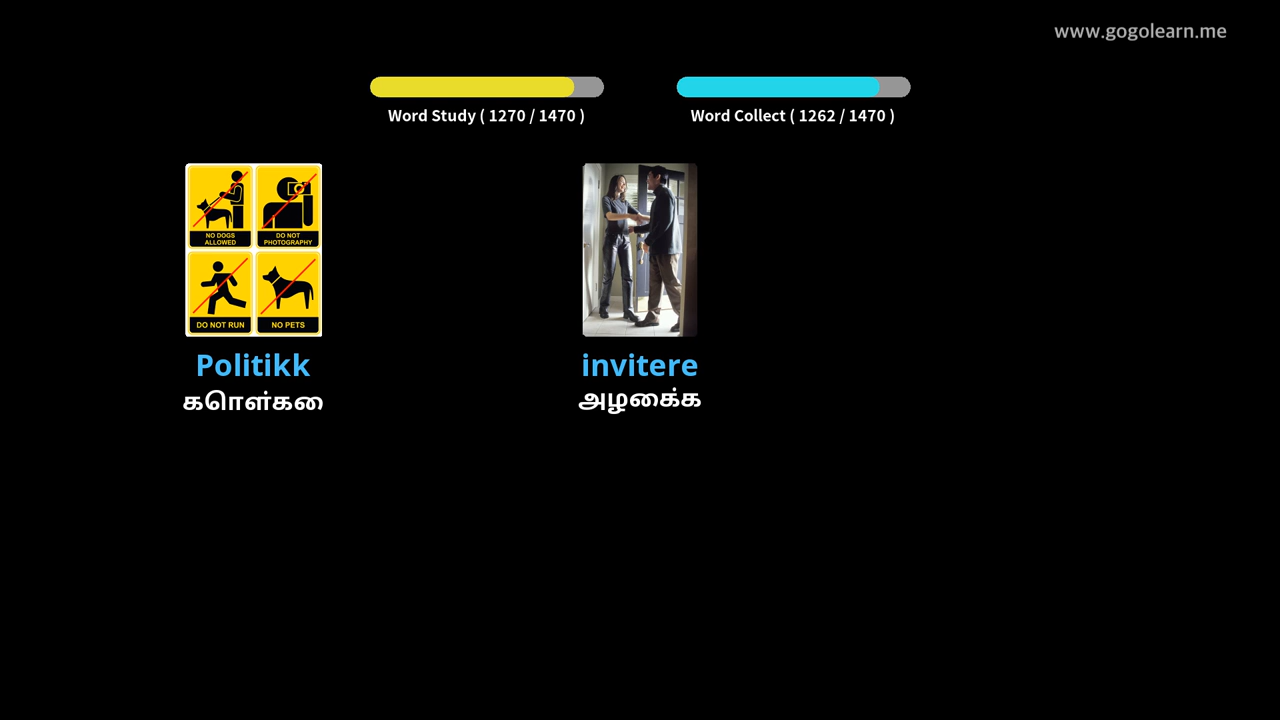 www.gogolearn.me
Word Study ( 1270 / 1470 )
Word Collect ( 1262 / 1470 )
NO DOGS
ALLOWED
DO NOT
PHOTOGRAPHY
DO NOT RUN
NO PETS
Politikk
கொள்கை
invitere
அழைக்க